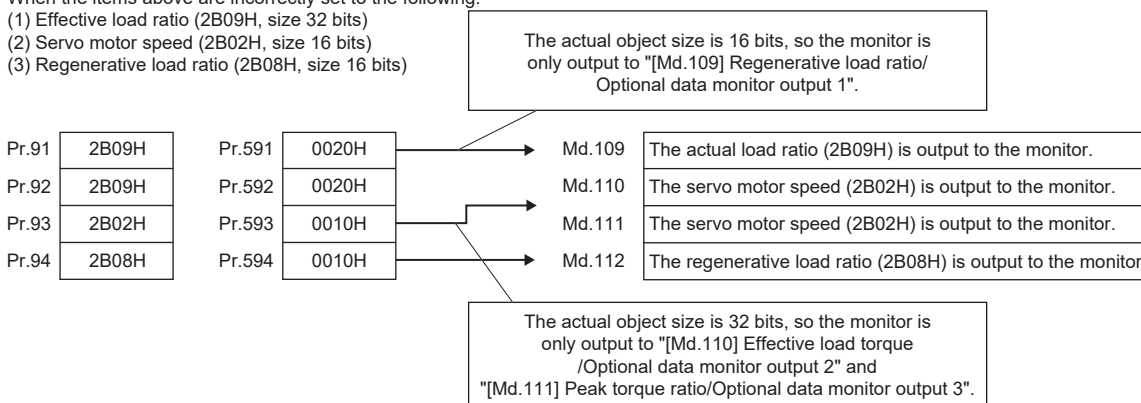 When the items above are incorrectly set to the following:
(1) Effective load ratio (2B09H, size 32 bits)
(2) Servo motor speed (2B02H, size 16 bits)
(3) Regenerative load ratio (2B08H, size 16 bits)
The actual object size is 16 bits, so the monitor is
only output to "[Md.109] Regenerative load ratio/
Optional data monitor output 1".
Pr.91 2B09H Pr.591 0020H Md.109 The actual load ratio (2B09H) is output to the monitor.
Pr.92 2B09H Pr.592 0020H Md.110 The servo motor speed (2B02H) is output to the monitor.
Pr.93 2B02H Pr.593 0010H Md.111 The servo motor speed (2B02H) is output to the monitor.
Pr.94 2B08H Pr.594 0010H Md.112 The regenerative load ratio (2B08H) is output to the monitor
The actual object size is 32 bits, so the monitor is
only output to "[Md.110] Effective load torque
/Optional data monitor output 2" and
"[Md.111] Peak torque ratio/Optional data monitor output 3".